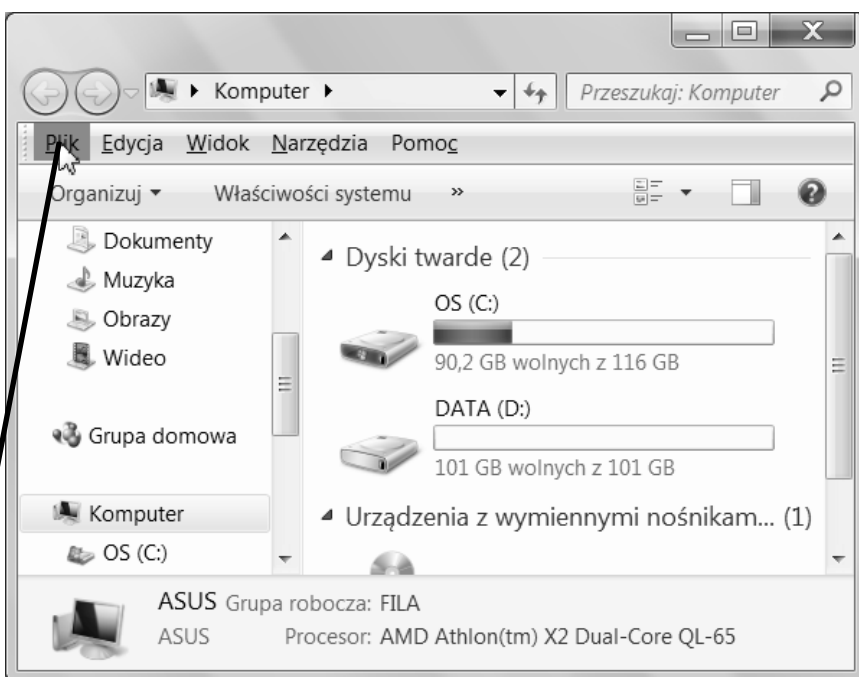 Komputer
Przeszukaj: Komputer
Plik Edycja Widok Narzędzia Pomoc
Organizuj Właściwości systemu »
Dokumenty
Muzyka
Obrazy
Wideo
Grupa domowa
Komputer
OS (C:)
Dyski twarde (2)
OS (C:)
90,2 GB wolnych z 116 GB
DATA (D:)
101 GB wolnych z 101 GB
Urządzenia z wymiennymi nośnikam... (1)
ASUS Grupa robocza: FILA
ASUS Procesor: AMD Athlon(tm) X2 Dual-Core QL-65